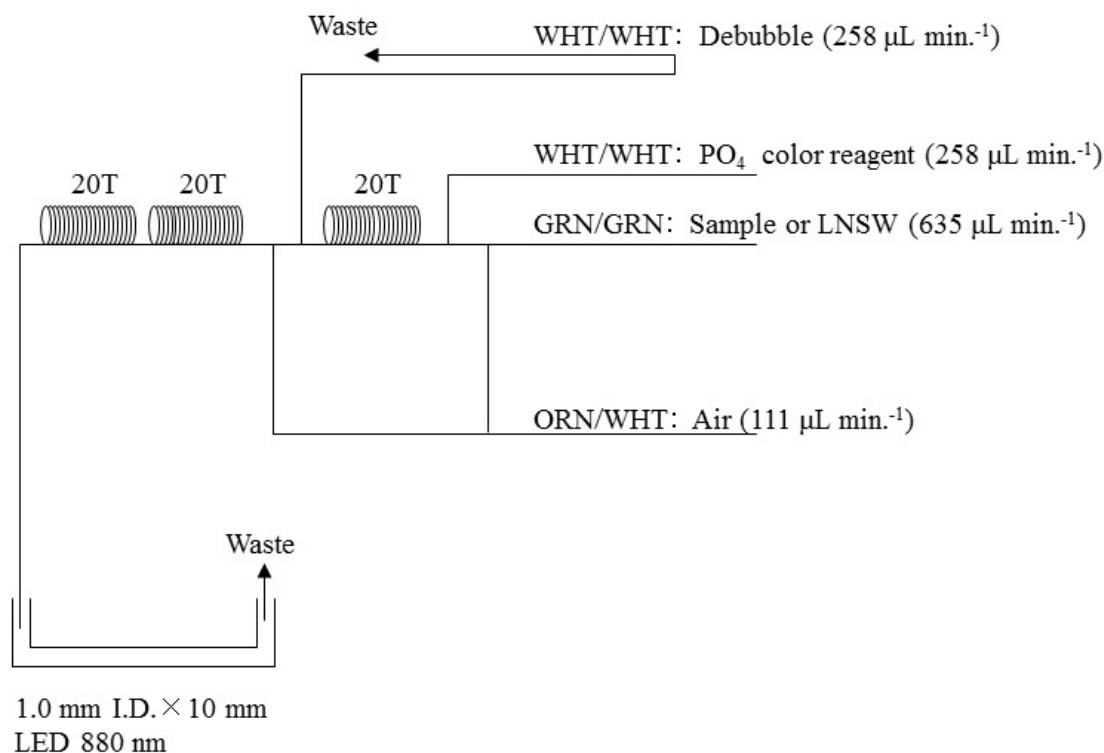 Waste
WHT/WHT: Debubble (258 μL min.⁻¹)
WHT/WHT: PO₄ color reagent (258 μL min.⁻¹)
20T 20T 20T
GRN/GRN: Sample or LNSW (635 μL min.⁻¹)
ORN/WHT: Air (111 μL min.⁻¹)
Waste
1.0 mm I.D.×10 mm
LED 880 nm